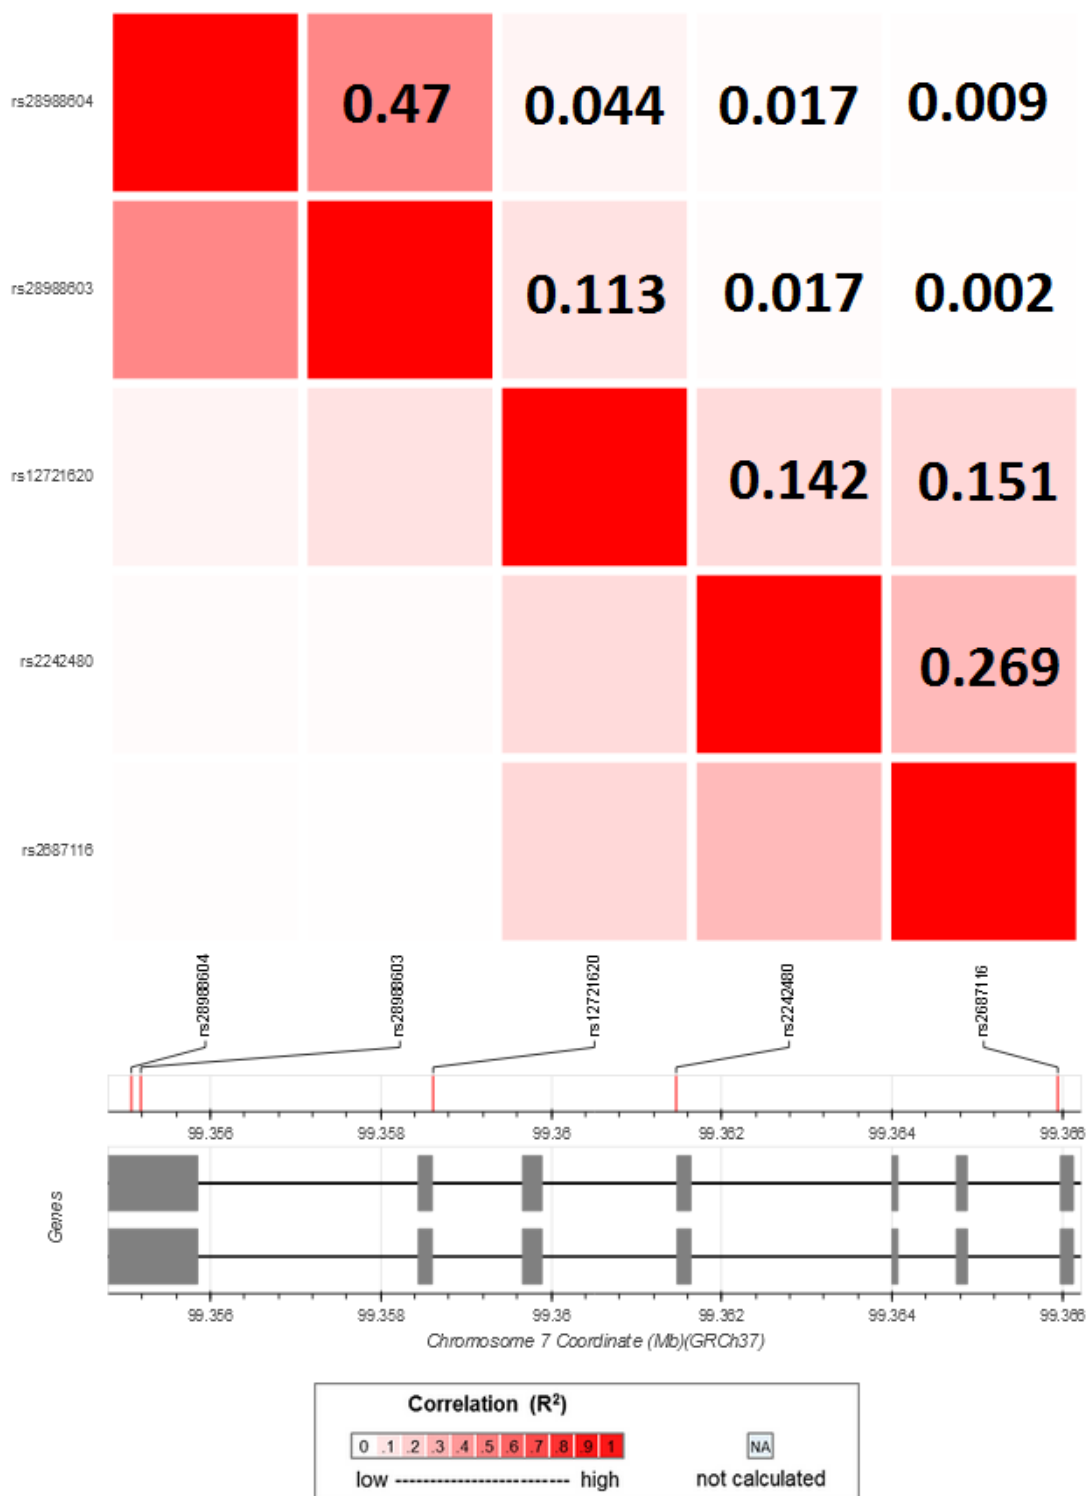 rs28988604 0.47 0.044 0.017 0.009
rs28988603 0.113 0.017 0.002
rs12721620 0.142 0.151
rs2242480 0.269
rs2687116
rs28988604 rs28988603 rs12721620 rs2242480 rs2687116
99.356 99.358 99.36 99.362 99.364 99.366
Genes
99.356 99.358 99.36 99.362 99.364 99.366
Chromosome 7 Coordinate (Mb)(GRCh37)
Correlation (R²)
0 .1 .2 .3 .4 .5 .6 .7 .8 .9 1 NA
low -------------------------- high not calculated